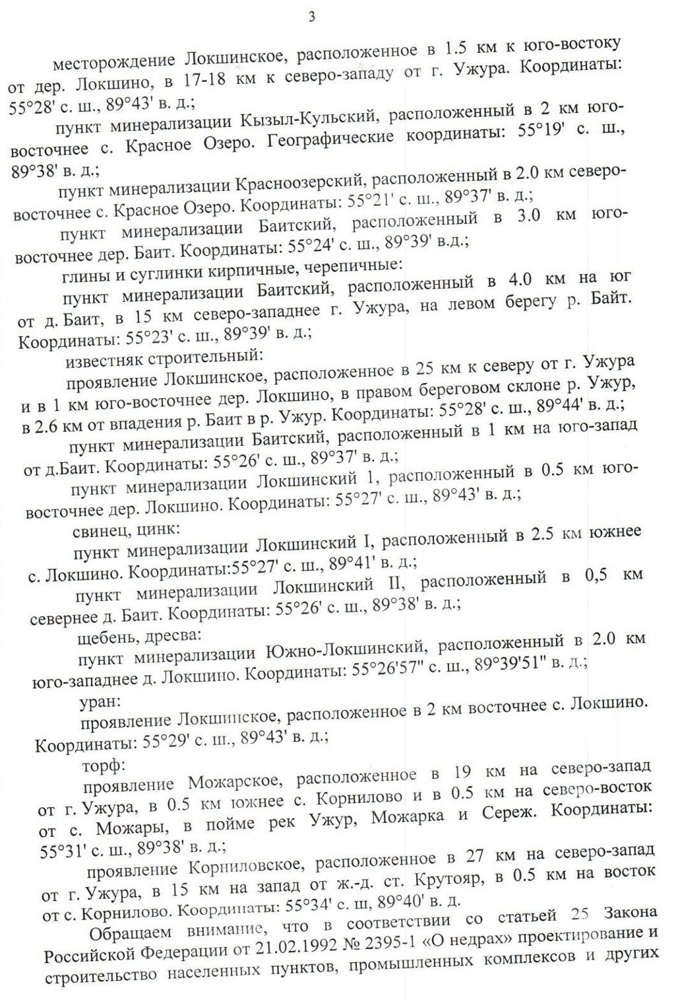 3
месторождение Локшинское, расположенное в 1.5 км к юго-востоку
от дер. Локшино, в 17-18 км к северо-западу от г. Ужура. Координаты:
55°28' с. ш., 89°43' в. д.;
пункт минерализации Кызыл-Кульский, расположенный в 2 км юго-
восточнее с. Красное Озеро. Географические координаты: 55°19' с. ш.,
89°38' в. д.;
пункт минерализации Красноозерский, расположенный в 2.0 км северо-
восточнее с. Красное Озеро. Координаты: 55°21' с. ш., 89°37' в. д.;
пункт минерализации Баитский, расположенный в 3.0 км юго-
восточнее дер. Баит. Координаты: 55°24' с. ш., 89°39' в.д.;
глины и суглинки кирпичные, черепичные:
пункт минерализации Баитский, расположенный в 4.0 км на юг
от д. Баит, в 15 км северо-западнее г. Ужура, на левом берегу р. Байт.
Координаты: 55°23' с. ш., 89°39' в. д.;
известняк строительный:
проявление Локшинское, расположенное в 25 км к северу от г. Ужура
и в 1 км юго-восточнее дер. Локшино, в правом береговом склоне р. Ужур,
в 2.6 км от впадения р. Баит в р. Ужур. Координаты: 55°28' с. ш., 89°44' в. д.;
пункт минерализации Баитский, расположенный в 1 км на юго-запад
от д.Баит. Координаты: 55°26' с. ш., 89°37' в. д.;
пункт минерализации Локшинский 1, расположенный в 0.5 км юго-
восточнее дер. Локшино. Координаты: 55°27' с. ш., 89°43' в. д.;
свинец, цинк:
пункт минерализации Локшинский I, расположенный в 2.5 км южнее
с. Локшино. Координаты:55°27' с. ш., 89°41' в. д.;
пункт минерализации Локшинский II, расположенный в 0,5 км
севернее д. Баит. Координаты: 55°26' с. ш., 89°38' в. д.;
щебень, дресва:
пункт минерализации Южно-Локшинский, расположенный в 2.0 км
юго-западнее д. Локшино. Координаты: 55°26'57" с. ш., 89°39'51" в. д.;
уран:
проявление Локшинское, расположенное в 2 км восточнее с. Локшино.
Координаты: 55°29' с. ш., 89°43' в. д.;
торф:
проявление Можарское, расположенное в 19 км на северо-запад
от г. Ужура, в 0.5 км южнее с. Корнилово и в 0.5 км на северо-восток
от с. Можары, в пойме рек Ужур, Можарка и Сереж. Координаты:
55°31' с. ш., 89°38' в. д.;
проявление Корниловское, расположенное в 27 км на северо-запад
от г. Ужура, в 15 км на запад от ж.-д. ст. Крутояр, в 0.5 км на восток
от с. Корнилово. Координаты: 55°34' с. ш, 89°40' в. д.
Обращаем внимание, что в соответствии со статьей 25 Закона
Российской Федерации от 21.02.1992 № 2395-1 «О недрах» проектирование и
строительство населенных пунктов, промышленных комплексов и других